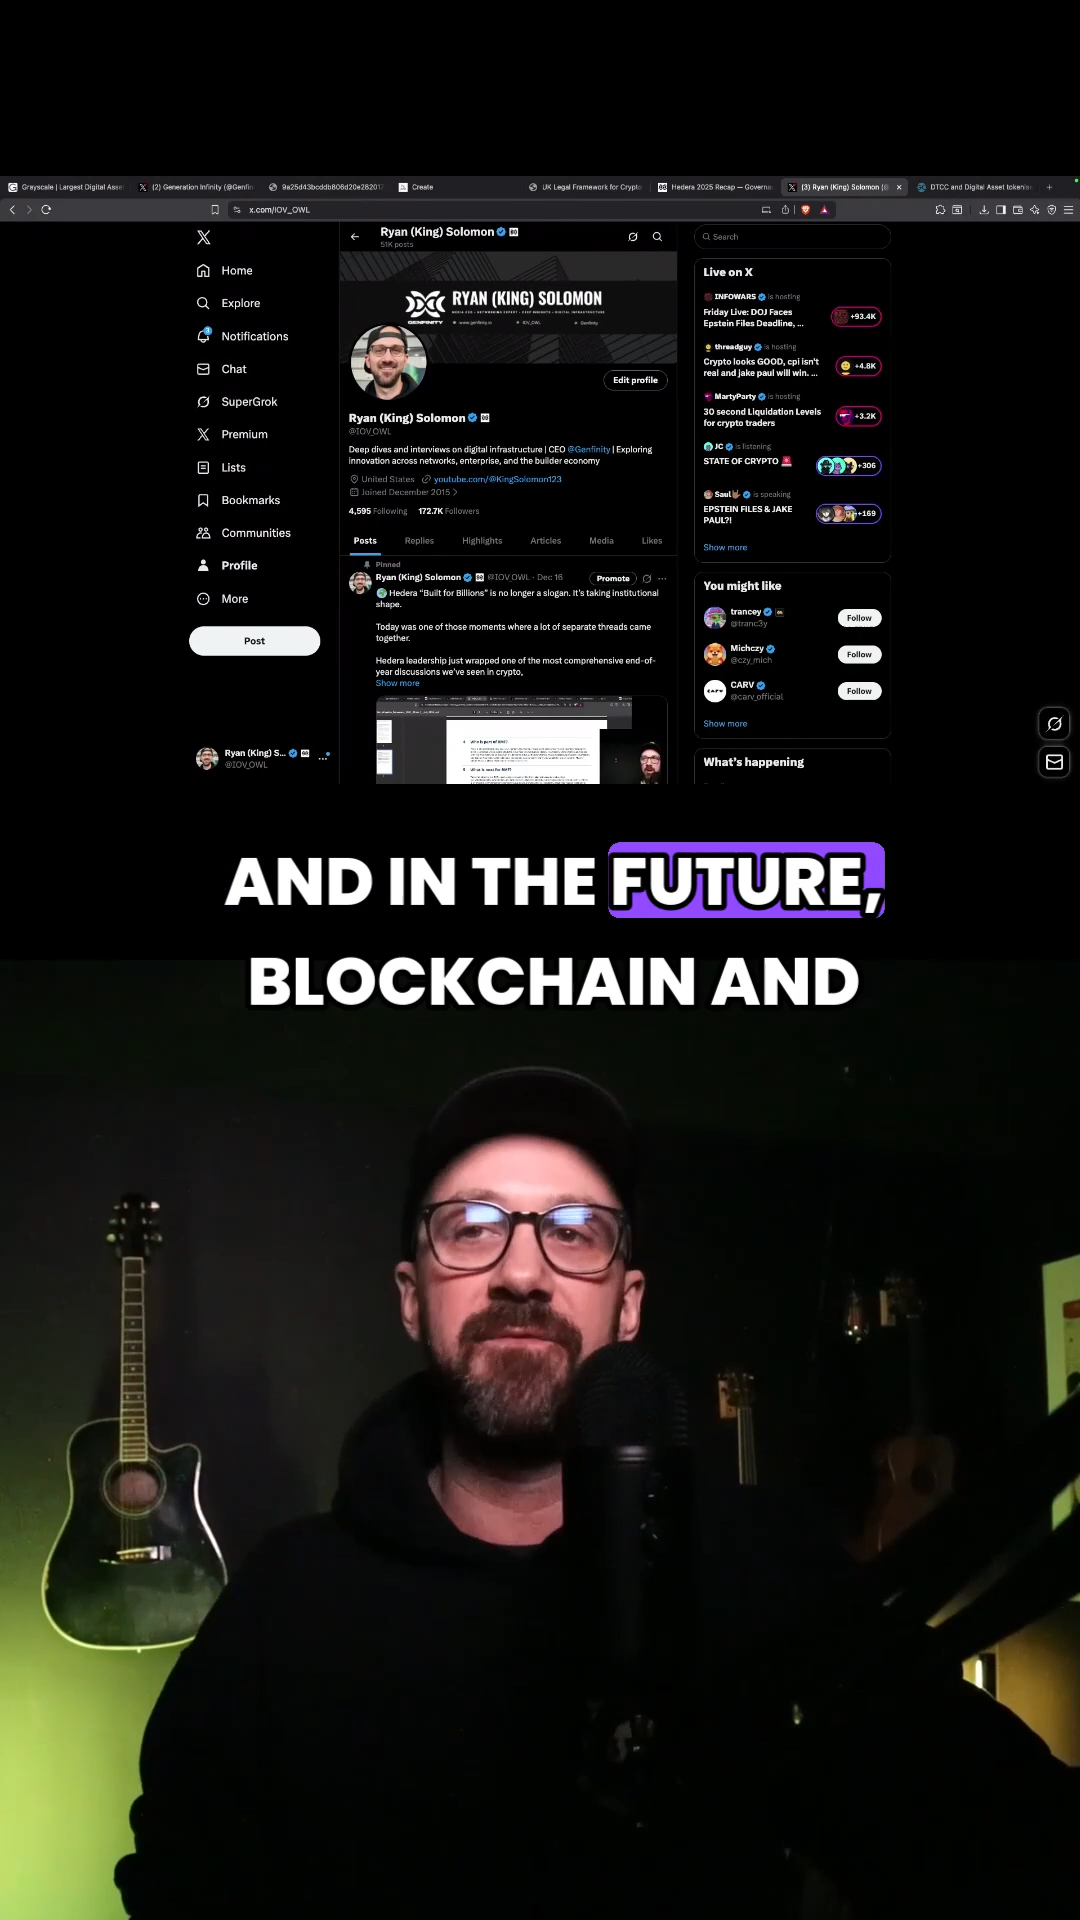 Grayscale | Largest Digital Asse
(2) Generation Infinity (@Genfin
9a25d43bcddb806d20e282017
Create
UK Legal Framework for Crypto
Hedera 2025 Recap — Governa
(3) Ryan (King) Solomon (@
DTCC and Digital Asset tokenis
x.com/IOV_OWL
Home
Explore
3
Notifications
Chat
SuperGrok
Premium
Lists
Bookmarks
Communities
Profile
More
Post
Ryan (King) S...
@IOV_OWL
Ryan (King) Solomon
51K posts
GENFINITY
RYAN (KING) SOLOMON
www.genfinity.io
IOV_OWL
Genfinity
Edit profile
Ryan (King) Solomon
@IOV_OWL
Deep dives and interviews on digital infrastructure | CEO @Genfinity | Exploring
innovation across networks, enterprise, and the builder economy
United States youtube.com/@KingSolomon123
Joined December 2015
4,595 Following 172.7K Followers
Posts Replies Highlights Articles Media Likes
Pinned
Ryan (King) Solomon @IOV_OWL · Dec 16
Promote
Hedera “Built for Billions” is no longer a slogan. It’s taking institutional
shape.
Today was one of those moments where a lot of separate threads came
together.
Hedera leadership just wrapped one of the most comprehensive end-of-
year discussions we’ve seen in crypto,
Show more
Search
Live on X
INFOWARS is hosting
Friday Live: DOJ Faces
Epstein Files Deadline, ...
+93.4K
threadguy is hosting
Crypto looks GOOD, cpi isn't
real and jake paul will win. ...
+4.8K
MartyParty is hosting
30 second Liquidation Levels
for crypto traders
+3.2K
JC is listening
STATE OF CRYPTO
+306
Saul is speaking
EPSTEIN FILES & JAKE
PAUL?!
+169
Show more
You might like
trancey
@tranc3y
Follow
Michczy
@czy_mich
Follow
CARV
@carv_official
Follow
Show more
What’s happening
AND IN THE FUTURE,
BLOCKCHAIN AND